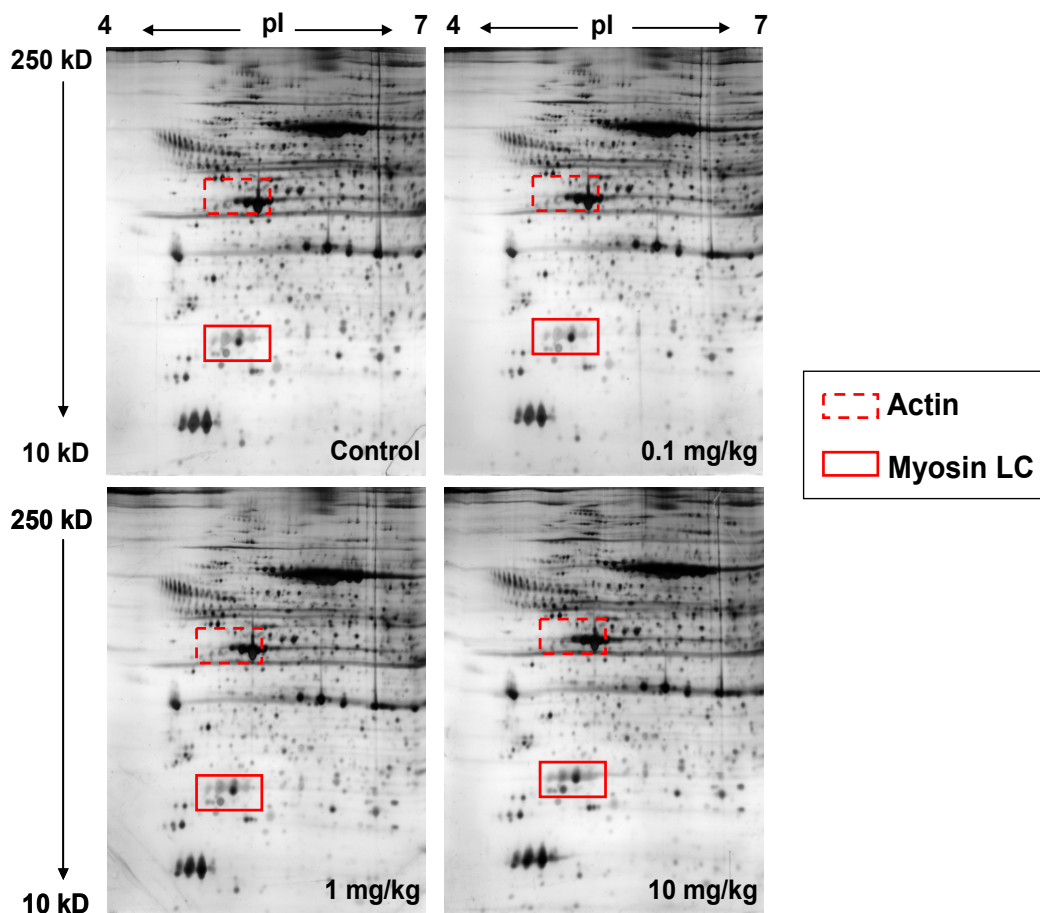 4 pI 7 4 pI 7
250 kD
10 kD
Control 0.1 mg/kg
Actin
Myosin LC
250 kD
10 kD
1 mg/kg 10 mg/kg